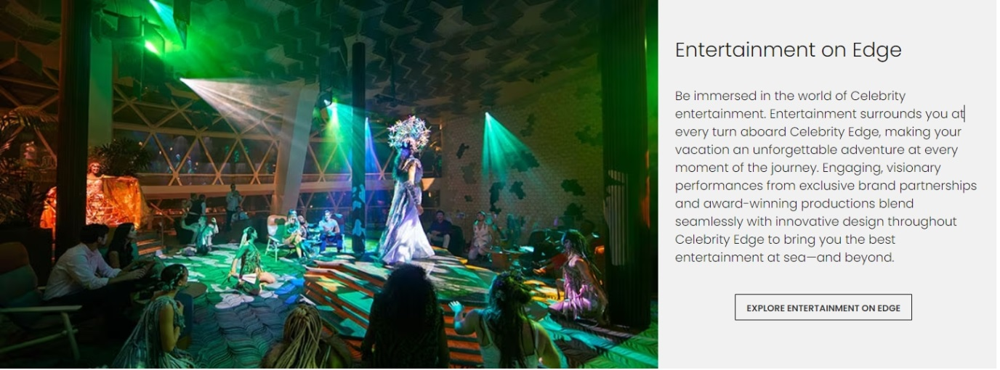 Entertainment on Edge
Be immersed in the world of Celebrity
entertainment. Entertainment surrounds you at
every turn aboard Celebrity Edge, making your
vacation an unforgettable adventure at every
moment of the journey. Engaging, visionary
performances from exclusive brand partnerships
and award-winning productions blend
seamlessly with innovative design throughout
Celebrity Edge to bring you the best
entertainment at sea—and beyond.
EXPLORE ENTERTAINMENT ON EDGE